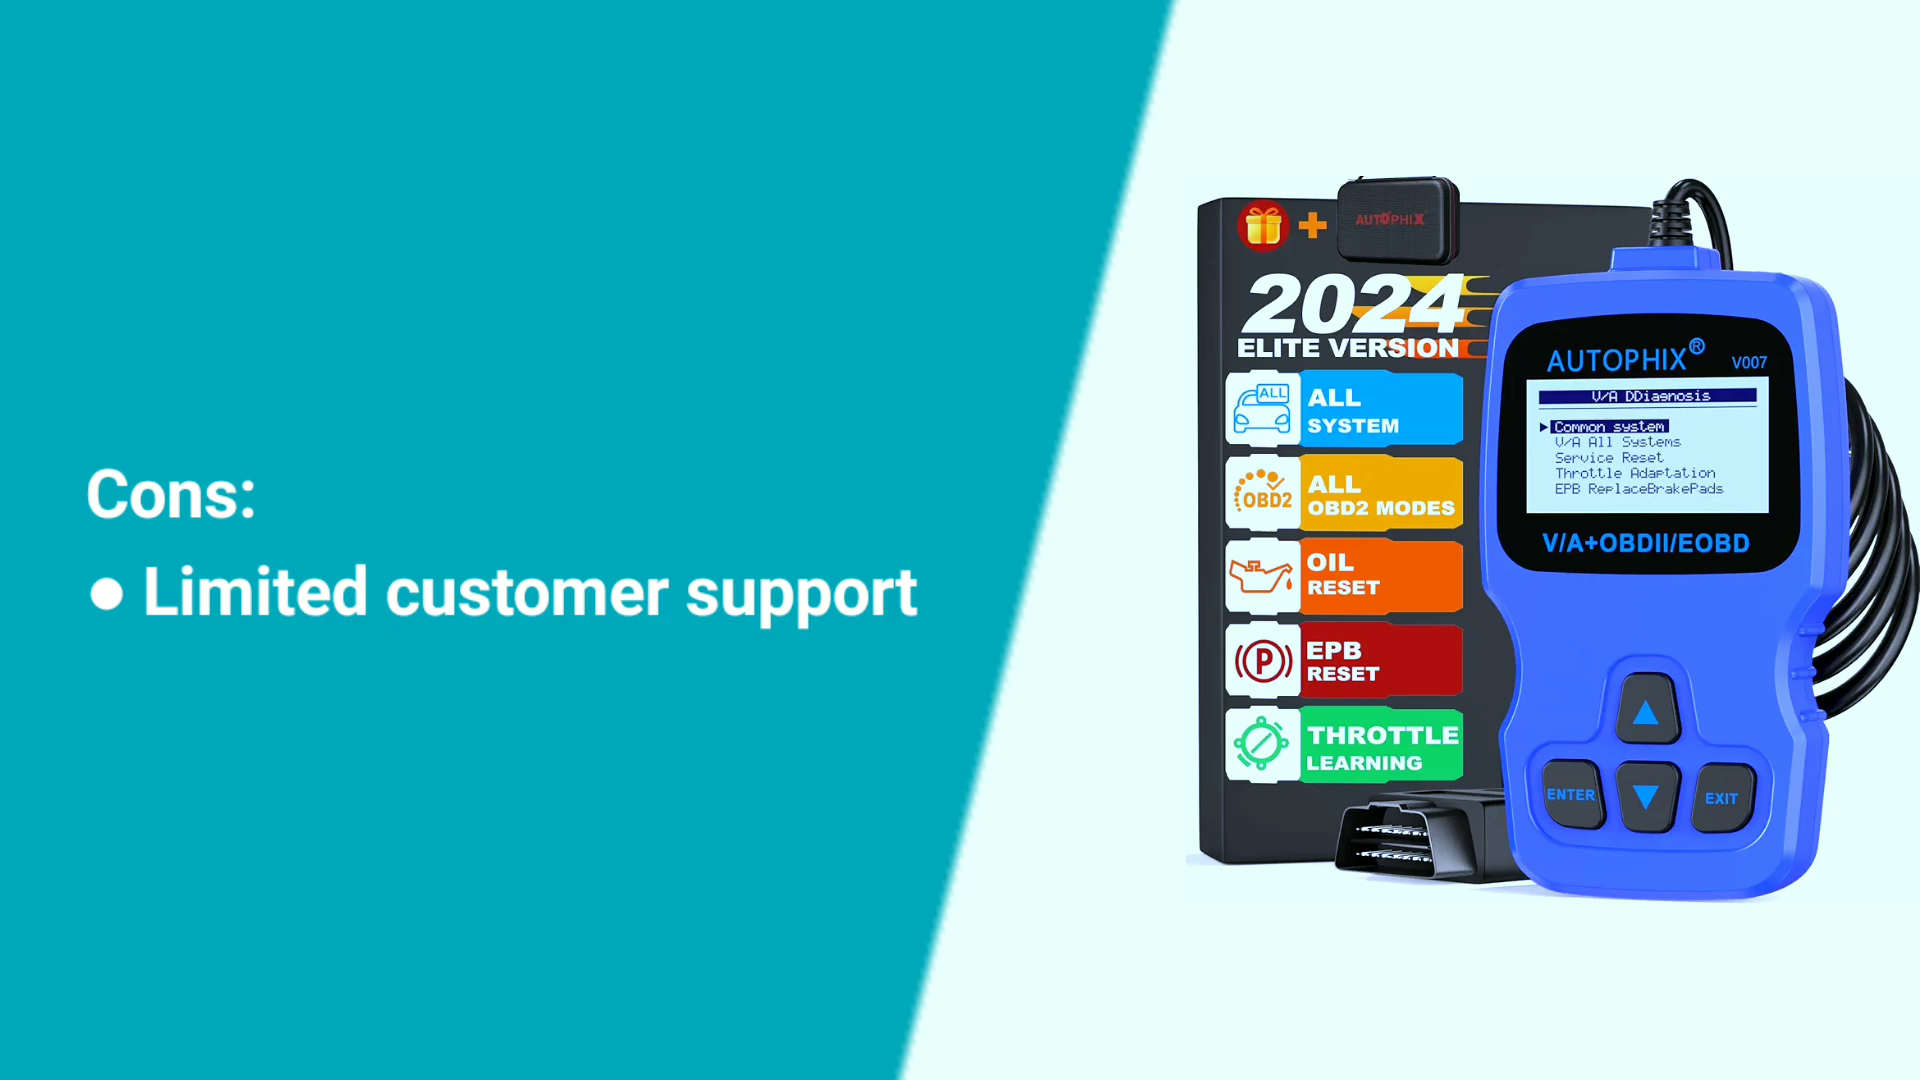 Cons:
● Limited customer support
AUTOPHIX
2024
ELITE VERSION
ALL
ALL
SYSTEM
OBD2
ALL
OBD2 MODES
OIL
RESET
P
EPB
RESET
THROTTLE
LEARNING
AUTOPHIX®
V007
V/A DDiagnosis
Common system
V/A All Systems
Service Reset
Throttle Adaptation
EPB ReplaceBrakePads
V/A+OBDII/EOBD
ENTER
EXIT